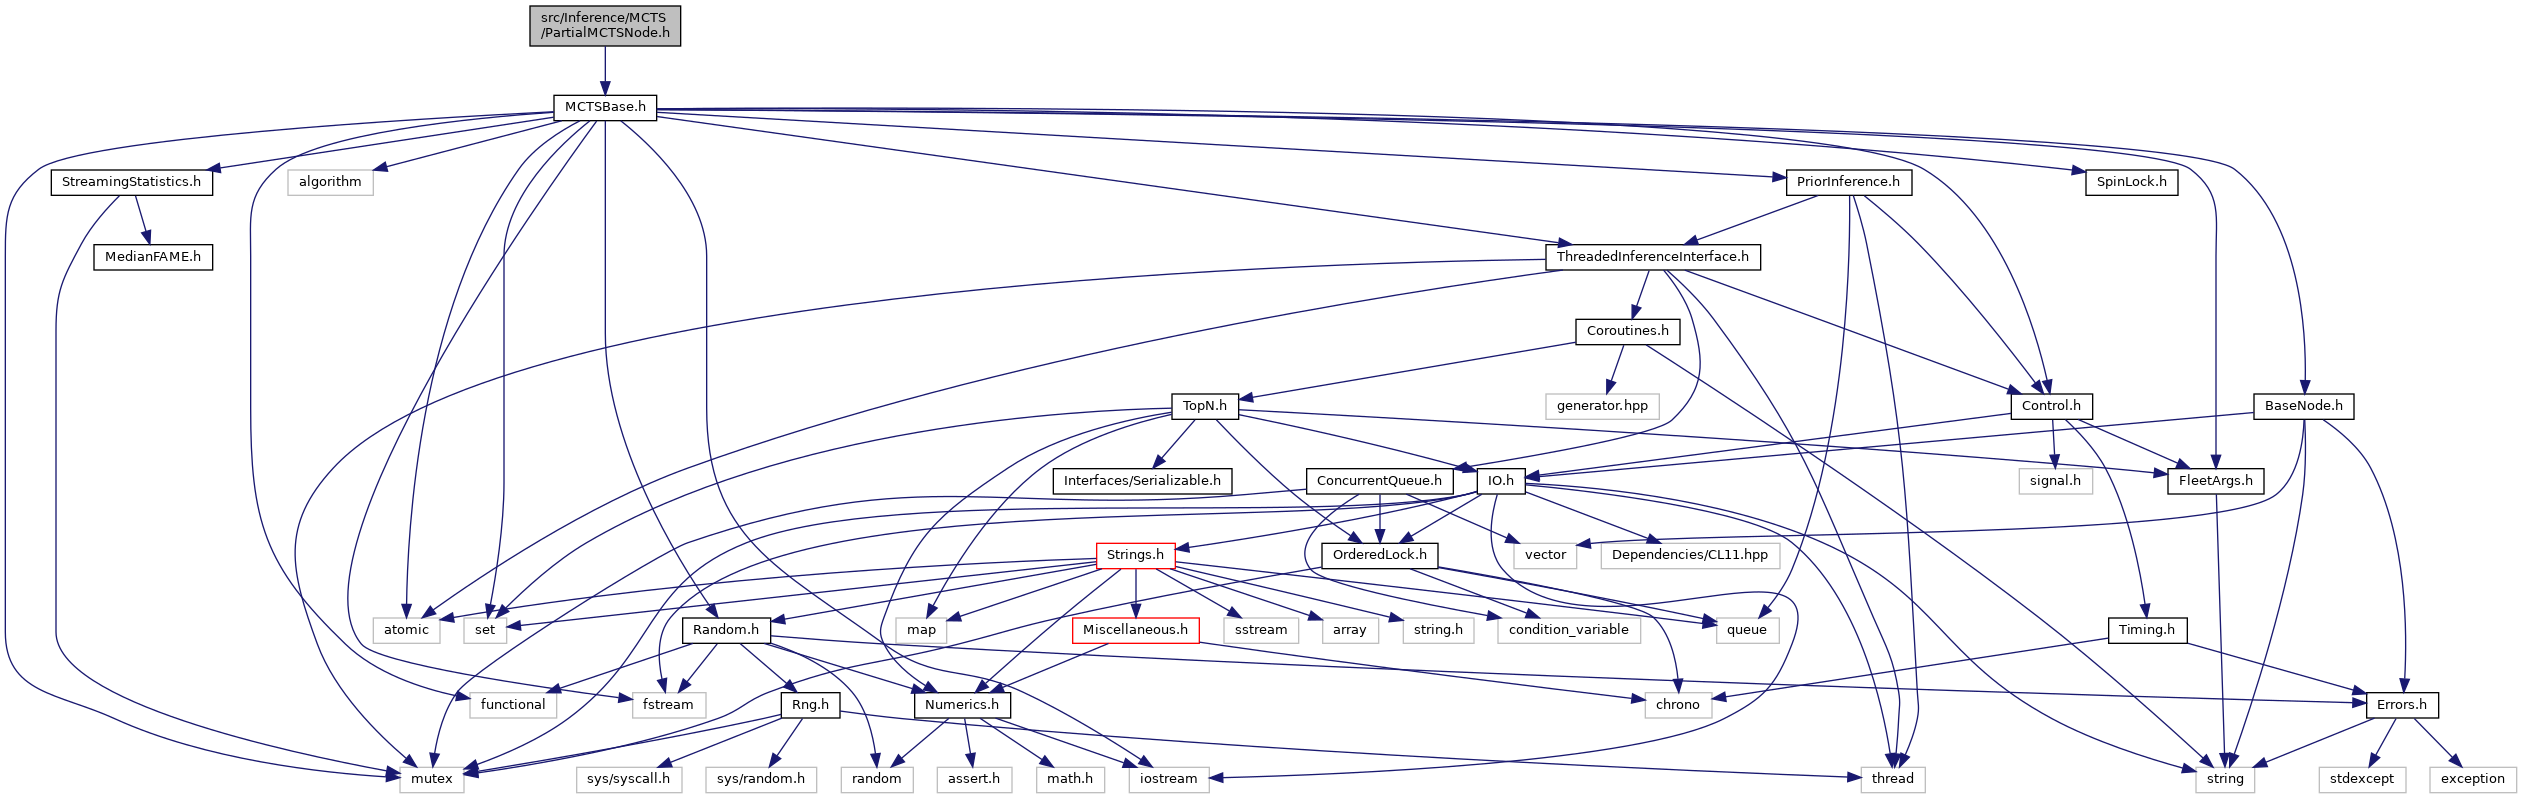 src/Inference/MCTS
/PartialMCTSNode.h
MCTSBase.h
StreamingStatistics.h
algorithm
PriorInference.h
SpinLock.h
MedianFAME.h
ThreadedInferenceInterface.h
Coroutines.h
generator.hpp
TopN.h
Control.h
BaseNode.h
Interfaces/Serializable.h
ConcurrentQueue.h
IO.h
signal.h
FleetArgs.h
Strings.h
OrderedLock.h
vector
Dependencies/CL11.hpp
atomic
set
Random.h
map
Miscellaneous.h
sstream
array
string.h
condition_variable
queue
Timing.h
functional
fstream
Rng.h
Numerics.h
chrono
Errors.h
mutex
sys/syscall.h
sys/random.h
random
assert.h
math.h
iostream
thread
string
stdexcept
exception